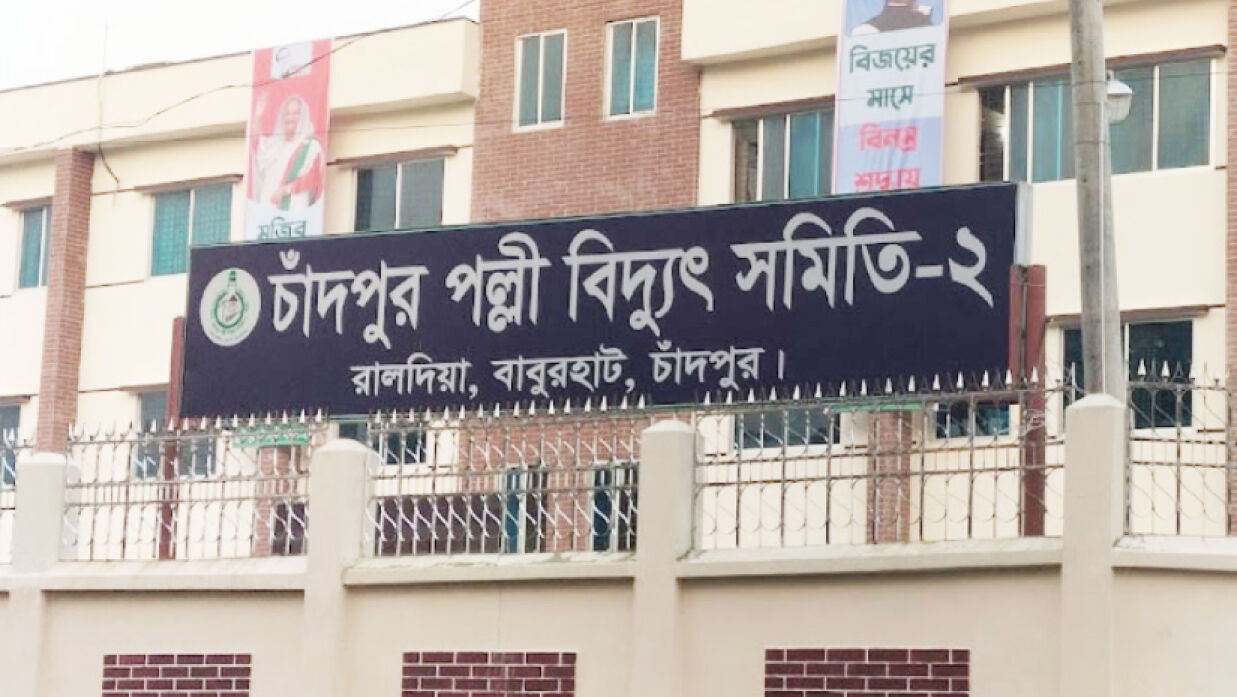 বিজয়ের
মাসে
বিনম্র
শ্রদ্ধায়
মুজিব
চাঁদপুর পল্লী বিদ্যুৎ সমিতি-২
রালদিয়া, বাবুরহাট, চাঁদপুর।